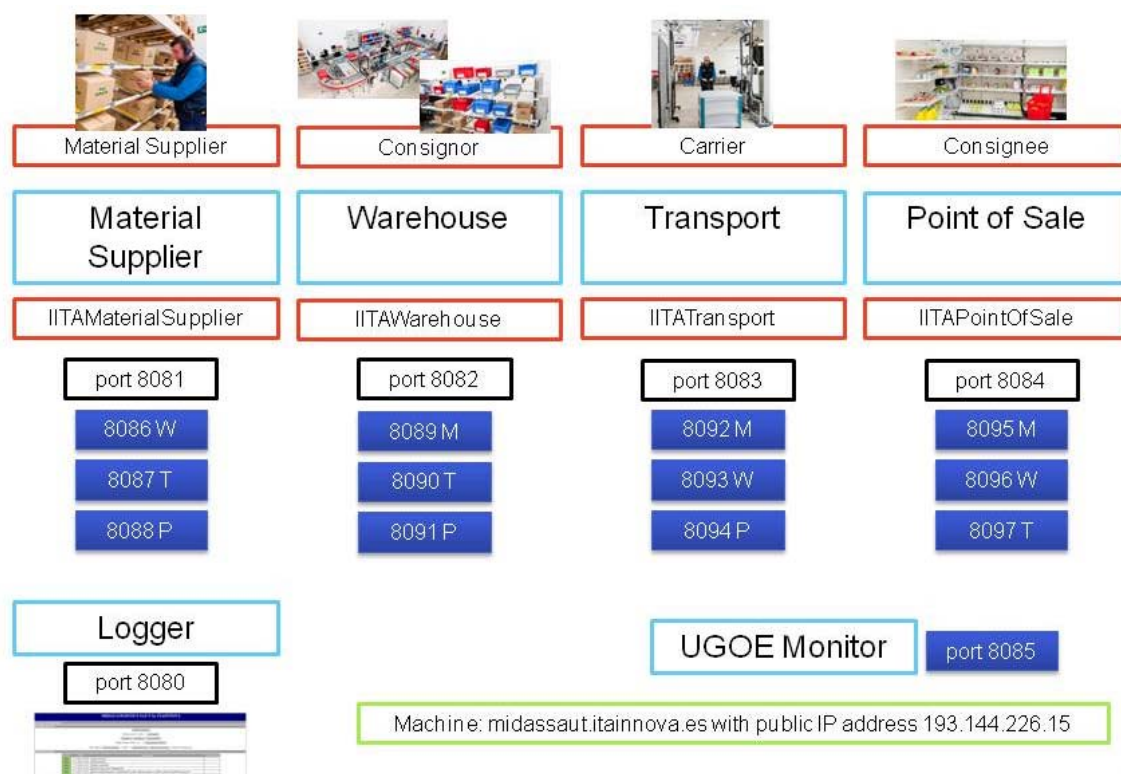 Material Supplier
Consignor
Carrier
Consignee
Material
Supplier
Warehouse
Transport
Point of Sale
IITAMaterialSupplier
IITAWarehouse
IITATransport
IITAPointOfSale
port 8081
port 8082
port 8083
port 8084
8086 W
8089 M
8092 M
8095 M
8087 T
8090 T
8093 W
8096 W
8088 P
8091 P
8094 P
8097 T
Logger
UGOE Monitor
port 8085
port 8080
Machine: midassaut.itainnova.es with public IP address 193.144.226.15